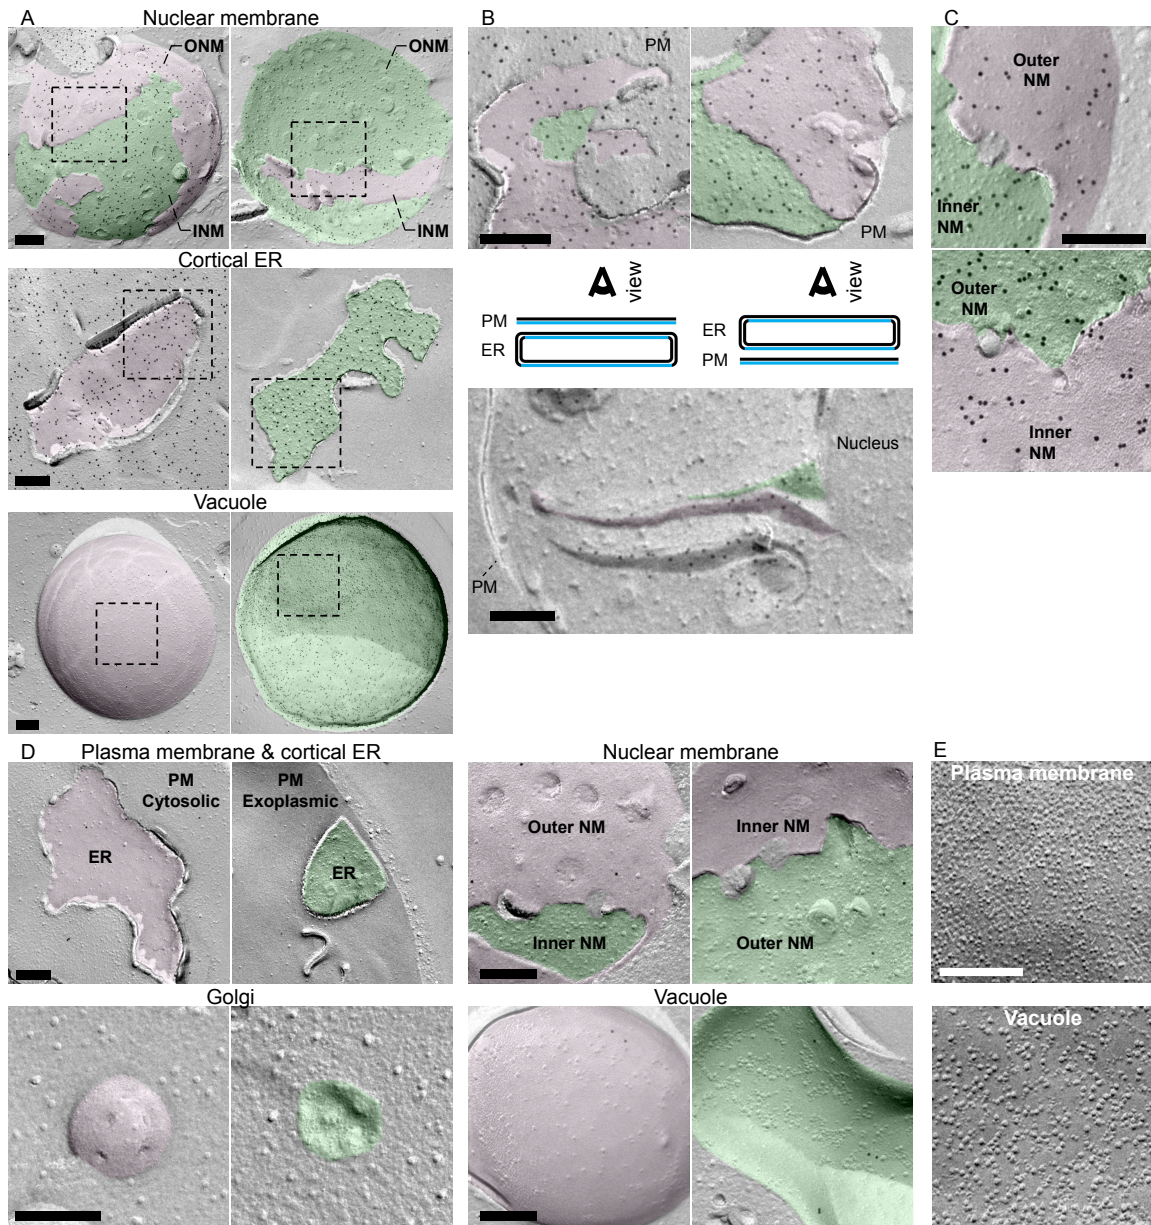 A
Nuclear membrane
ONM
INM
ONM
INM
Cortical ER
Vacuole
B
PM
PM
view
PM
ER
view
ER
PM
Nucleus
PM
C
Outer
NM
Inner
NM
Outer
NM
Inner
NM
D
Plasma membrane & cortical ER
PM
Cytosolic
ER
PM
Exoplasmic
ER
Nuclear membrane
Outer NM
Inner NM
Inner NM
Outer NM
Golgi
Vacuole
E
Plasma membrane
Vacuole